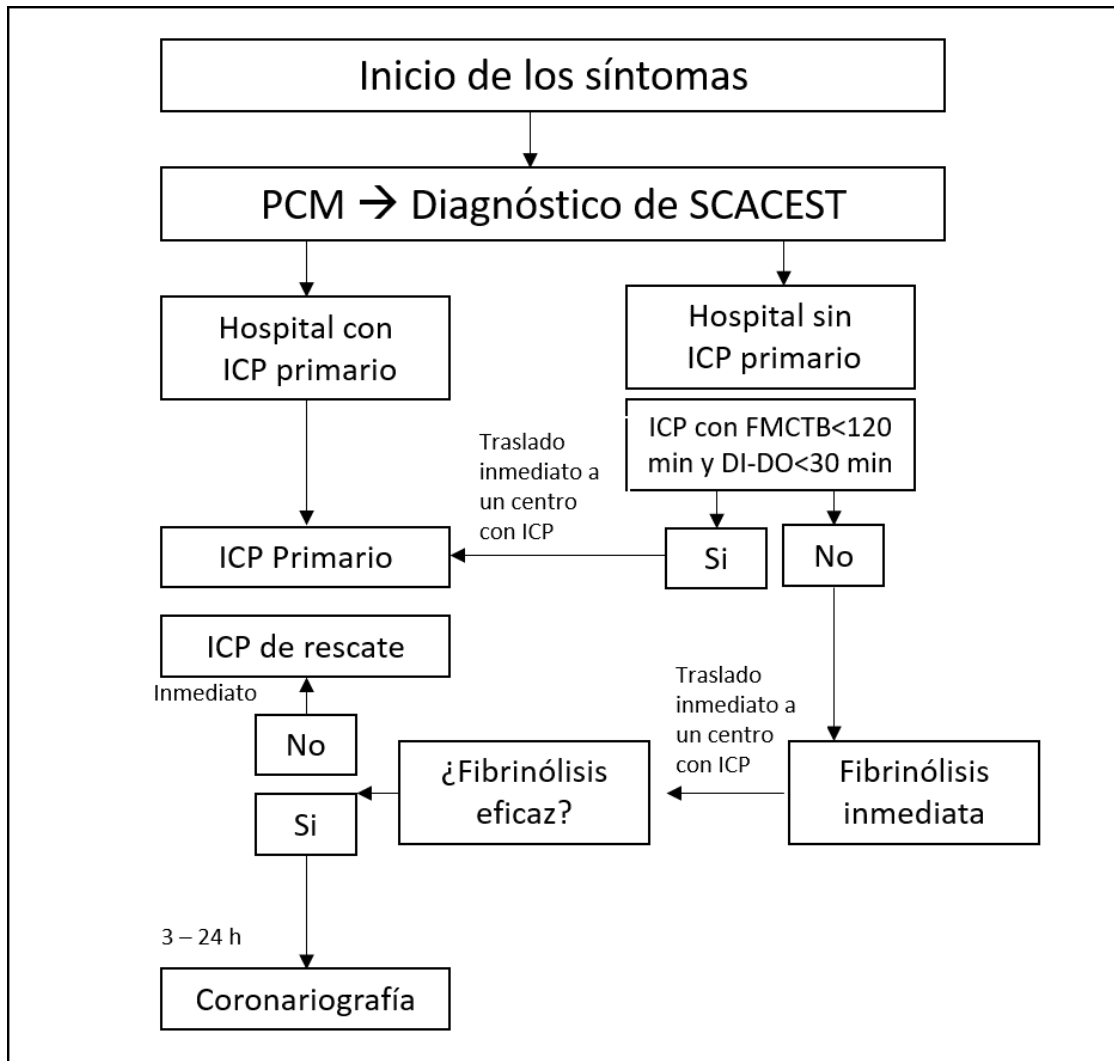 Inicio de los síntomas
PCM → Diagnóstico de SCACEST
Hospital con
ICP primario
Hospital sin
ICP primario
ICP con FMCTB<120
min y DI-DO<30 min
Traslado
inmediato a
un centro
con ICP
ICP Primario
Si
No
ICP de rescate
Inmediato
No
Traslado
inmediato a
un centro
con ICP
¿Fibrinólisis
eficaz?
Fibrinólisis
inmediata
Si
3 – 24 h
Coronariografía